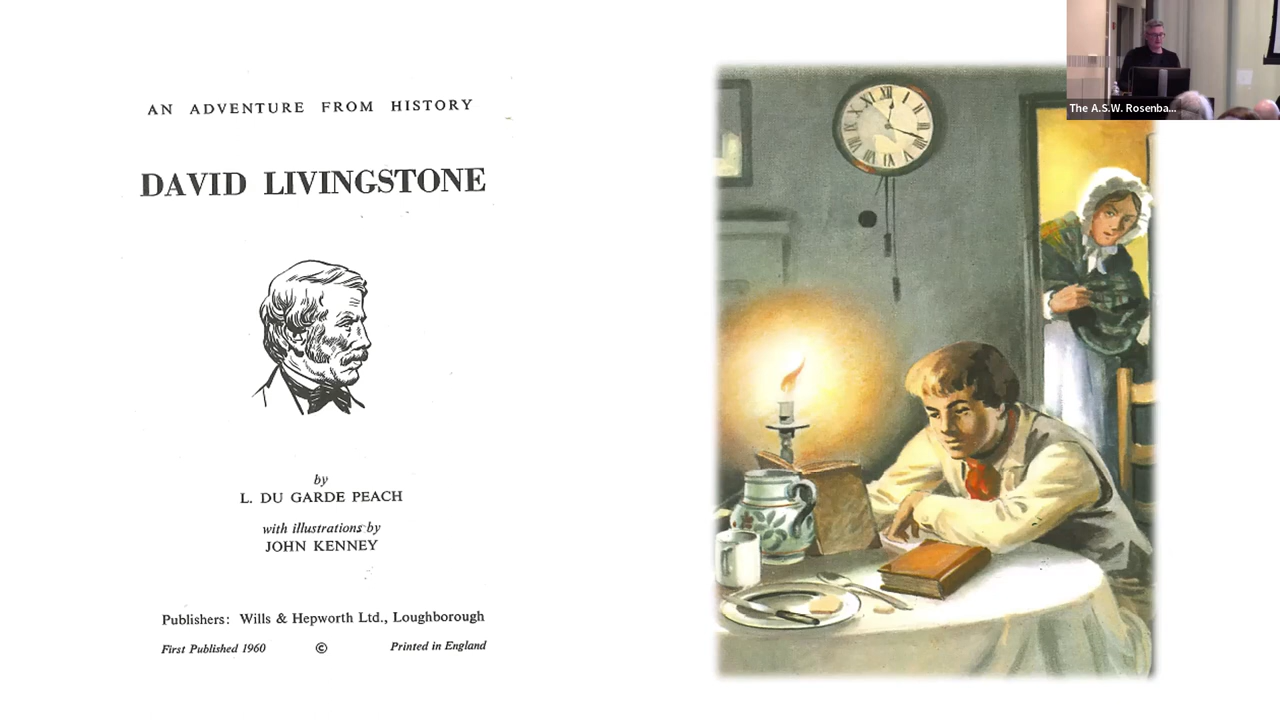 AN ADVENTURE FROM HISTORY
DAVID LIVINGSTONE
by
L. DU GARDE PEACH
with illustrations by
JOHN KENNEY
Publishers: Wills & Hepworth Ltd., Loughborough
First Published 1960 © Printed in England
The A.S.W. Rosenba...